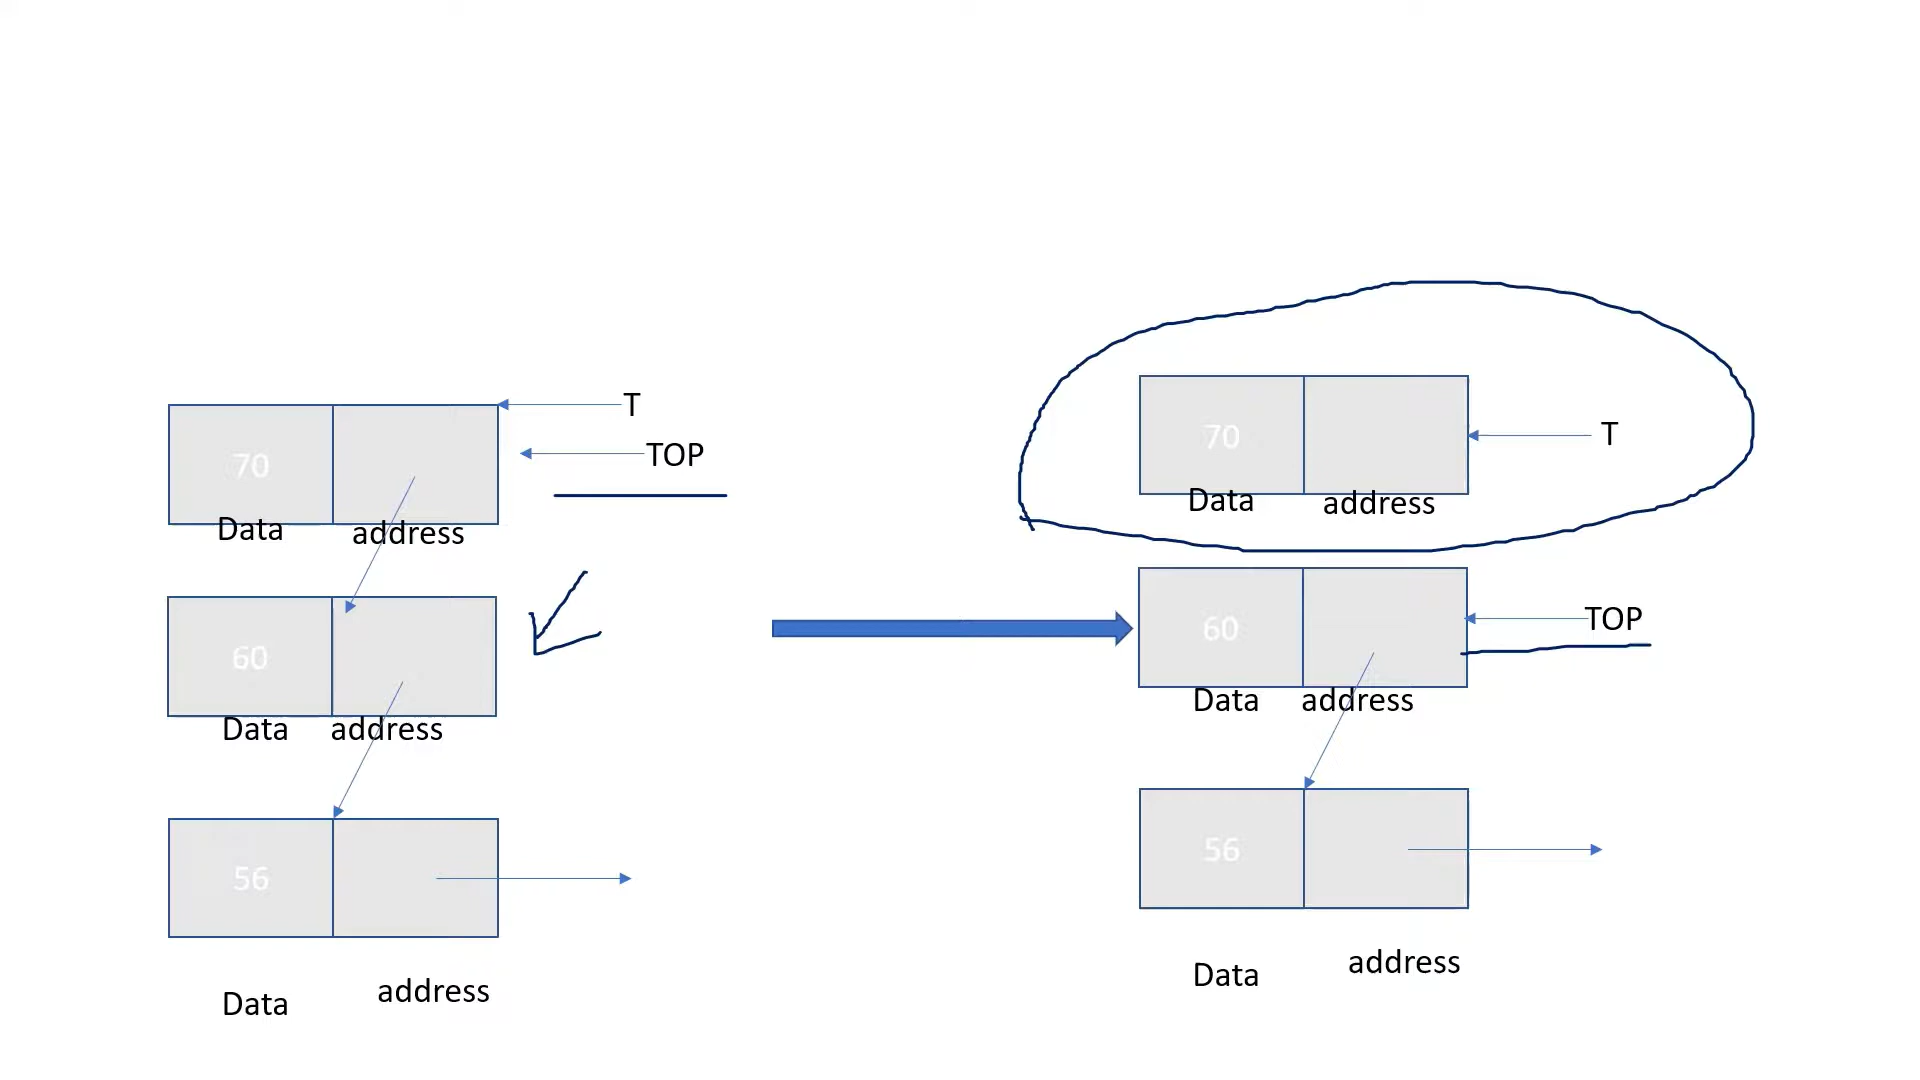 T
TOP
70
Data address
60
Data address
56
Data address
70
T
Data address
60
TOP
Data address
56
Data address